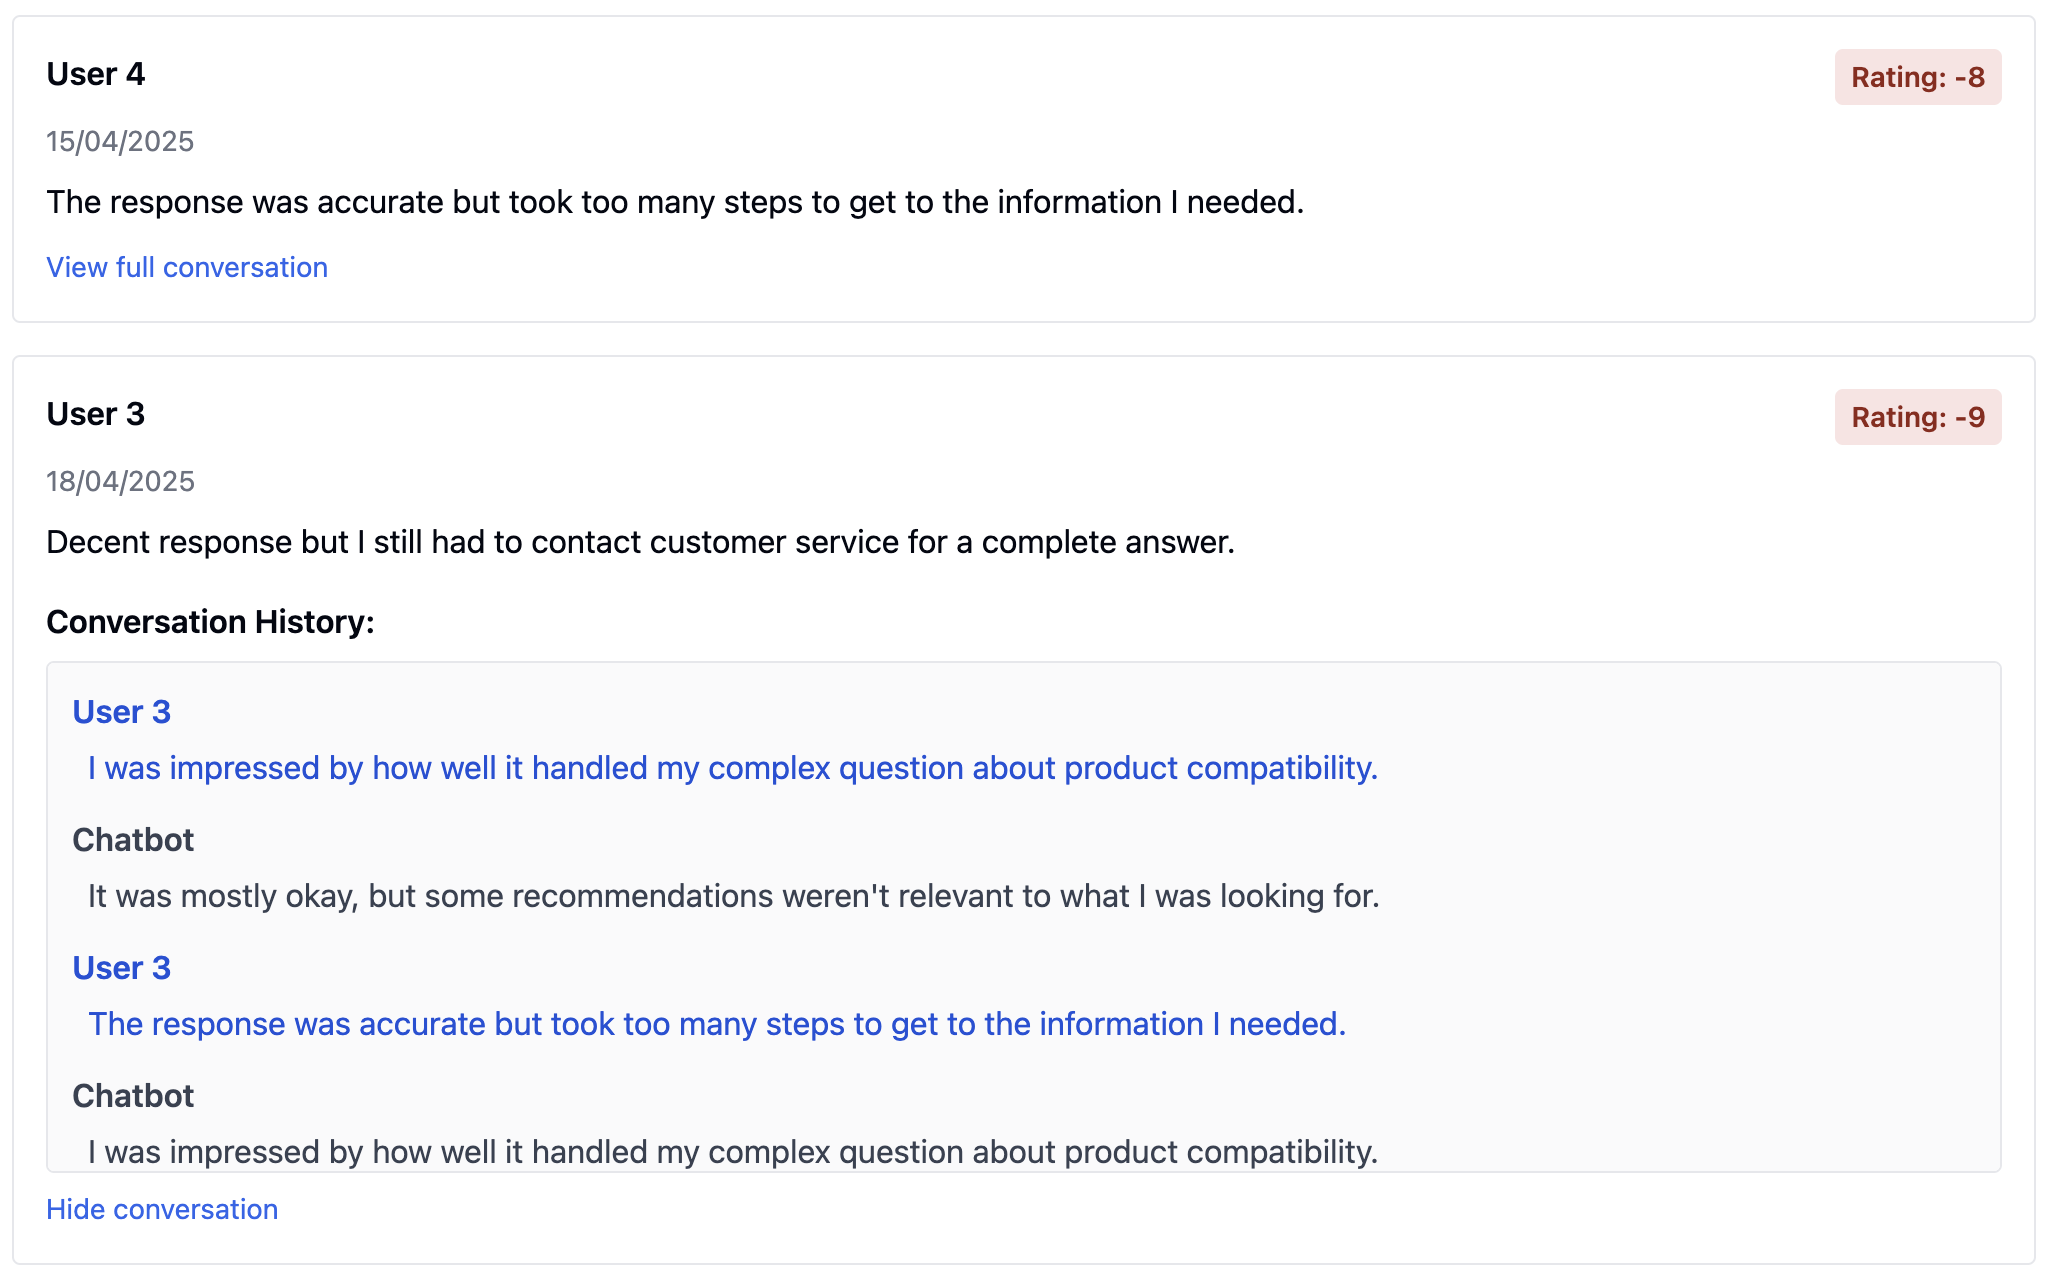 User 4
Rating: -8
15/04/2025
The response was accurate but took too many steps to get to the information I needed.
View full conversation
User 3
Rating: -9
18/04/2025
Decent response but I still had to contact customer service for a complete answer.
Conversation History:
User 3
I was impressed by how well it handled my complex question about product compatibility.
Chatbot
It was mostly okay, but some recommendations weren't relevant to what I was looking for.
User 3
The response was accurate but took too many steps to get to the information I needed.
Chatbot
I was impressed by how well it handled my complex question about product compatibility.
Hide conversation